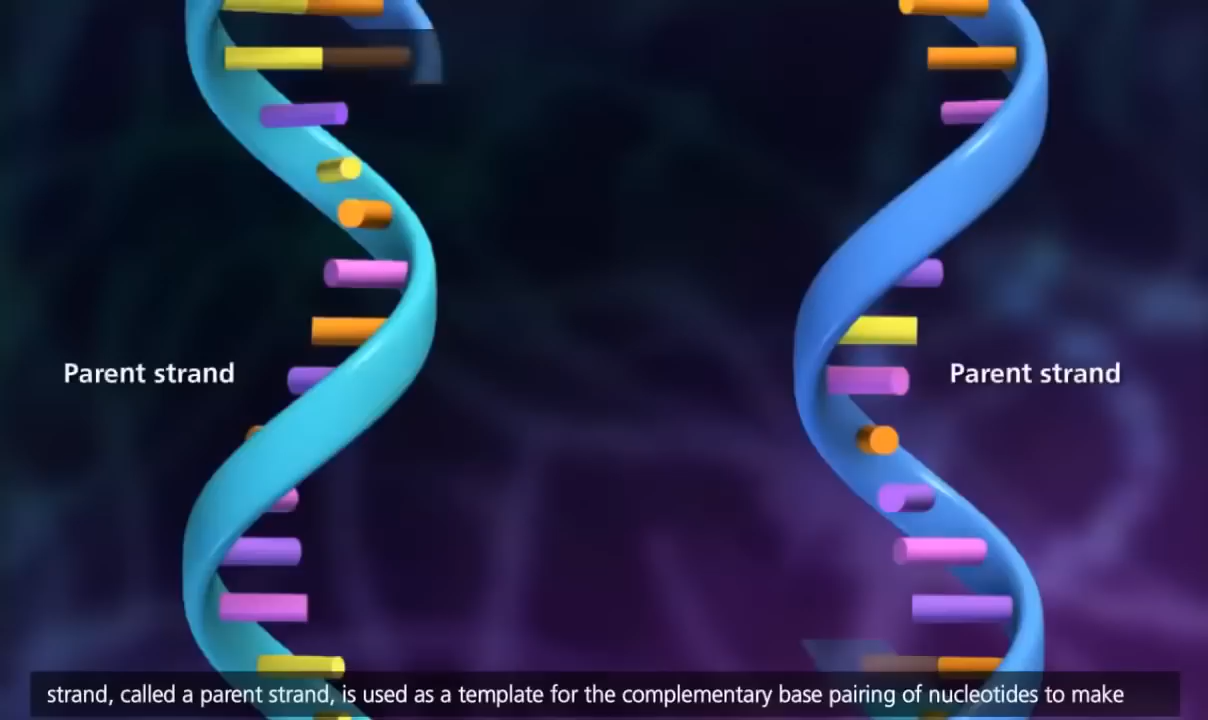 Parent strand
Parent strand
strand, called a parent strand, is used as a template for the complementary base pairing of nucleotides to make